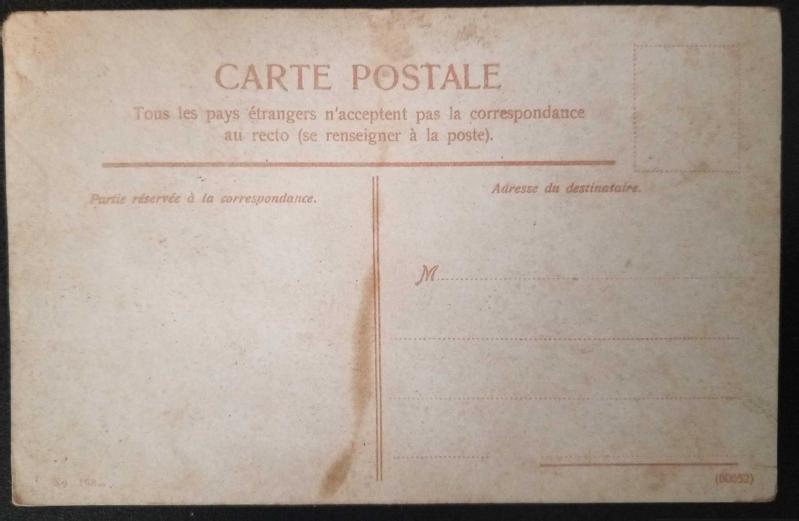 CARTE POSTALE
Tous les pays étrangers n'acceptent pas la correspondance
au recto (se renseigner à la poste).
Partie réservée à la correspondance.
Adresse du destinataire.
M